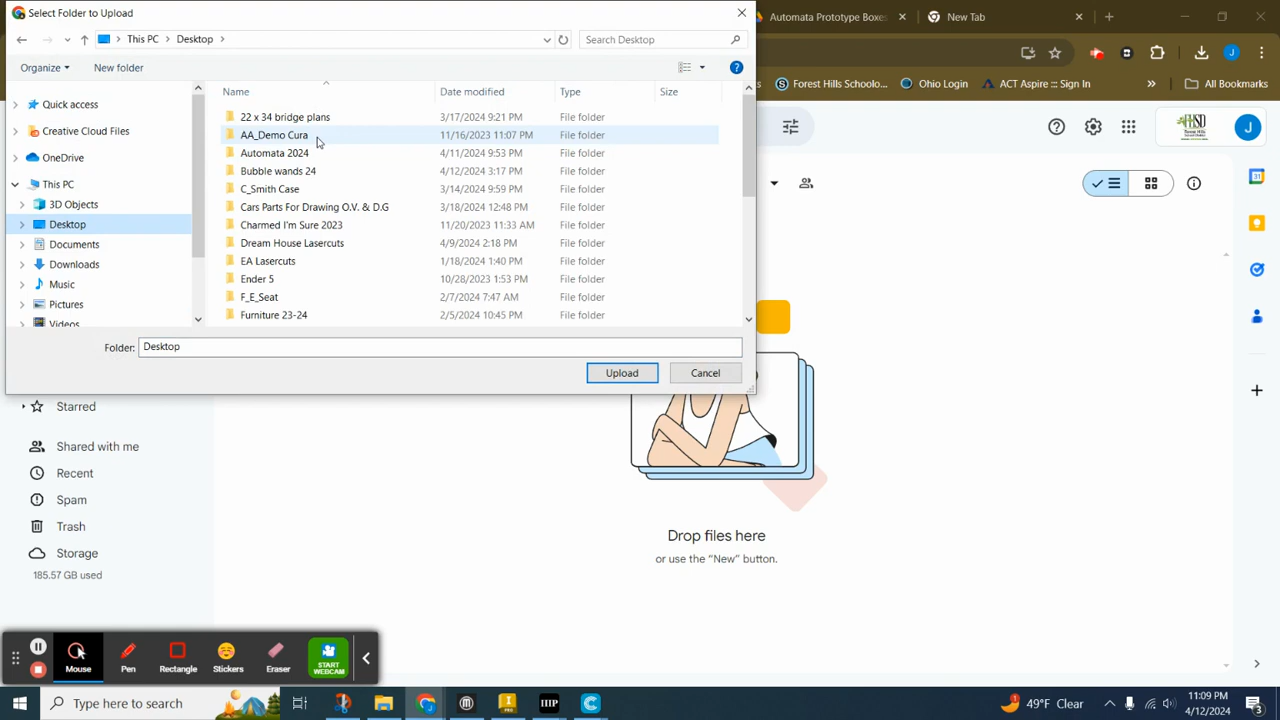 Select Folder to Upload
Automata Prototype Boxes
New Tab
This PC > Desktop >
Search Desktop
Organize
New folder
Forest Hills Schoolo...
Ohio Login
ACT Aspire :: Sign In
»
All Bookmarks
Name
Date modified
Type
Size
Quick access
Creative Cloud Files
OneDrive
This PC
3D Objects
Desktop
Documents
Downloads
Music
Pictures
Videos
22 x 34 bridge plans 3/17/2024 9:21 PM File folder
AA_Demo Cura 11/16/2023 11:07 PM File folder
Automata 2024 4/11/2024 9:53 PM File folder
Bubble wands 24 4/12/2024 3:17 PM File folder
C_Smith Case 3/14/2024 9:59 PM File folder
Cars Parts For Drawing O.V. & D.G 3/18/2024 12:48 PM File folder
Charmed I'm Sure 2023 11/20/2023 11:33 AM File folder
Dream House Lasercuts 4/9/2024 2:18 PM File folder
EA Lasercuts 1/18/2024 1:40 PM File folder
Ender 5 10/28/2023 1:53 PM File folder
F_E_Seat 2/7/2024 7:47 AM File folder
Furniture 23-24 2/5/2024 10:45 PM File folder
Folder: Desktop
Upload
Cancel
J
J
Starred
Shared with me
Recent
Spam
Trash
Storage
185.57 GB used
Drop files here
or use the “New” button.
Mouse
Pen
Rectangle
Stickers
Eraser
START
WEBCAM
Type here to search
PRO
IIIP
49°F Clear
11:09 PM
4/12/2024
3